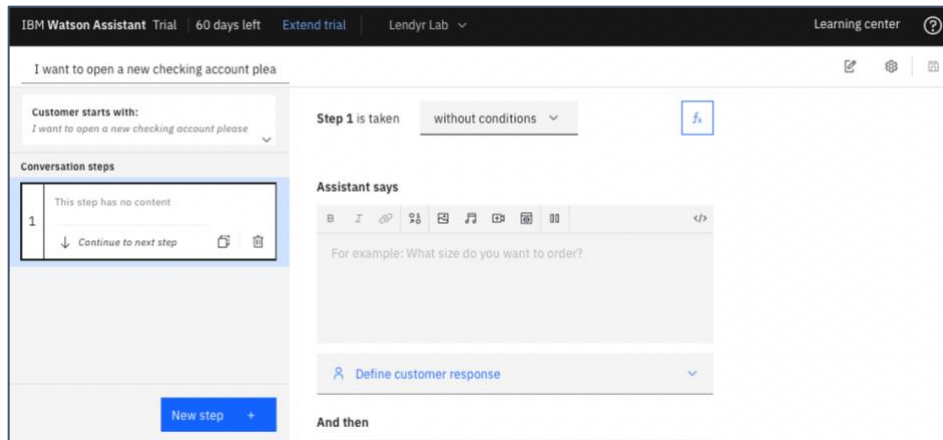 IBM Watson Assistant Trial 60 days left Extend trial Lendyr Lab Learning center ?
I want to open a new checking account plea
Customer starts with:
I want to open a new checking account please
Step 1 is taken without conditions fx
Conversation steps
1
This step has no content
Continue to next step
New step +
Assistant says
B I </>
For example: What size do you want to order?
Define customer response
And then